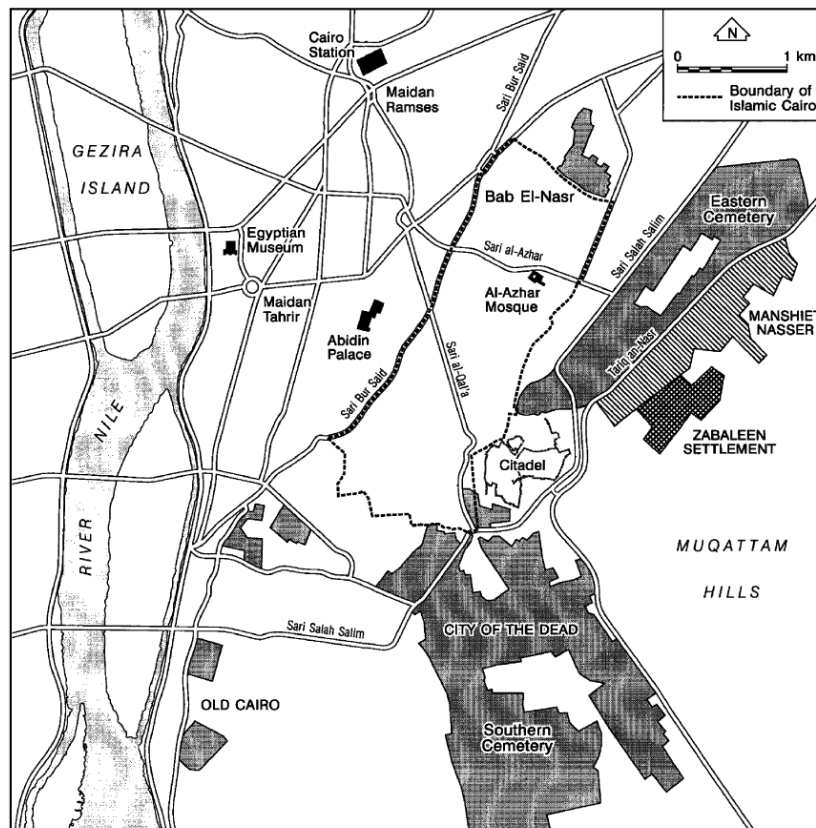 Cairo
Station
Maidan
Ramses
Sari Bur Said
N
0 1 km
Boundary of
Islamic Cairo
GEZIRA
ISLAND
Bab El-Nasr
Eastern
Cemetery
Egyptian
Museum
Sari al-Azhar
Sari Salah Salim
Al-Azhar
Mosque
Maidan
Tahrir
MANSHIET
NASSER
Abidin
Palace
Tariq an-Nasr
Sari al-Qal'a
Sari Bur Said
NILE
RIVER
ZABALEEN
SETTLEMENT
Citadel
MUQATTAM
HILLS
Sari Salah Salim
CITY OF THE DEAD
OLD CAIRO
Southern
Cemetery